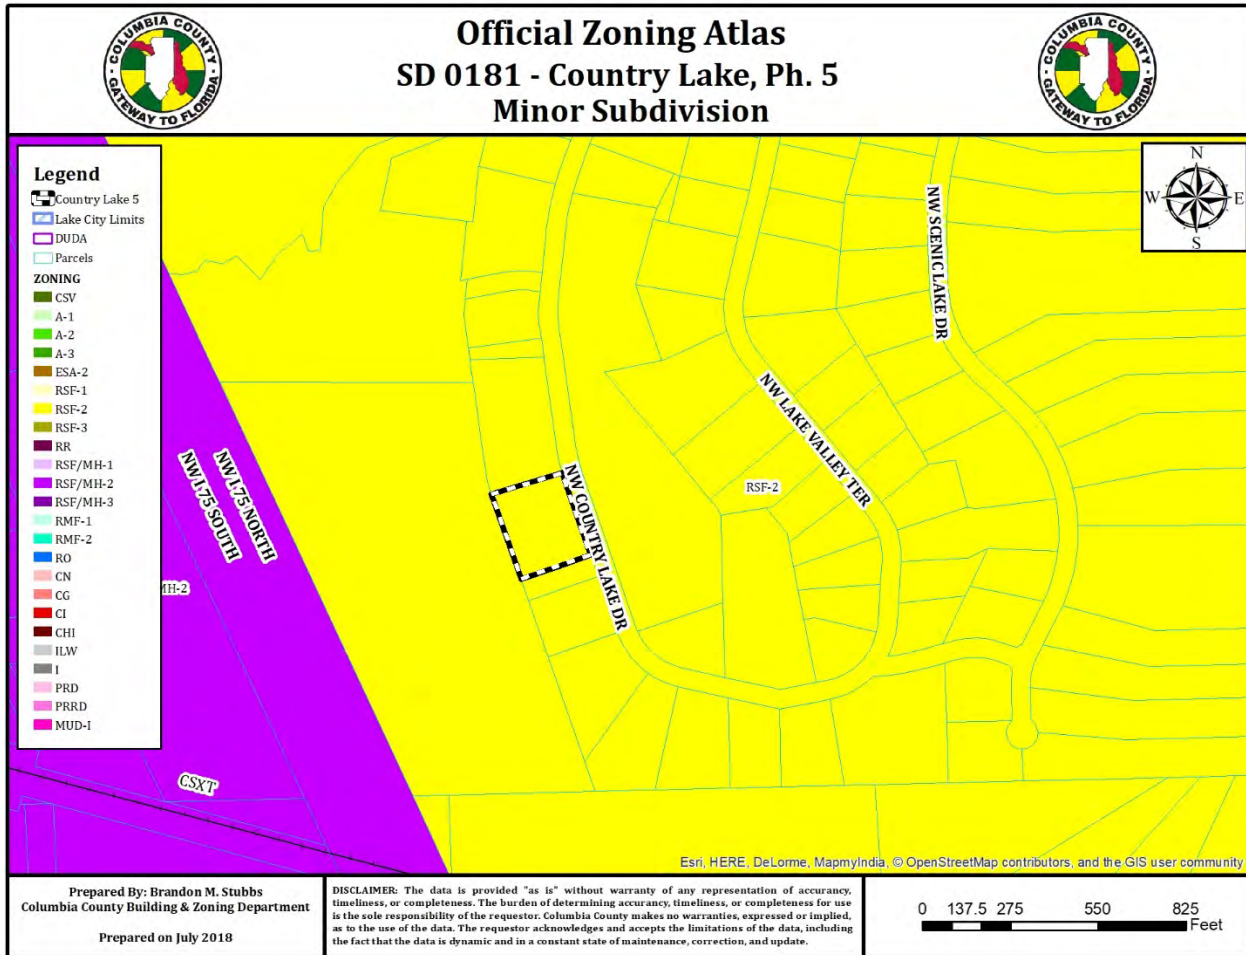 COLUMBIA COUNTY
GATEWAY TO FLORIDA
Official Zoning Atlas
SD 0181 - Country Lake, Ph. 5
Minor Subdivision
COLUMBIA COUNTY
GATEWAY TO FLORIDA
Legend
Country Lake 5
Lake City Limits
DUDA
Parcels
ZONING
CSV
A-1
A-2
A-3
ESA-2
RSF-1
RSF-2
RSF-3
RR
RSF/MH-1
RSF/MH-2
RSF/MH-3
RMF-1
RMF-2
RO
CN
CG
CI
CHI
ILW
I
PRD
PRRD
MUD-I
N
W E
S
NW SCENIC LAKE DR
NW LAKE VALLEY TER
NW COUNTRY LAKE DR
RSF-2
NW I 75 SOUTH
NW I 75 NORTH
MH-2
CSXT
Esri, HERE, DeLorme, MapmyIndia, © OpenStreetMap contributors, and the GIS user community
Prepared By: Brandon M. Stubbs
Columbia County Building & Zoning Department
Prepared on July 2018
DISCLAIMER: The data is provided "as is" without warranty of any representation of accurancy,
timeliness, or completeness. The burden of determining accuracy, timeliness, or completeness for use
is the sole responsibility of the requestor. Columbia County makes no warranties, expressed or implied,
as to the use of the data. The requestor acknowledges and accepts the limitations of the data, including
the fact that the data is dynamic and in a constant state of maintenance, correction, and update.
0 137.5 275 550 825
Feet